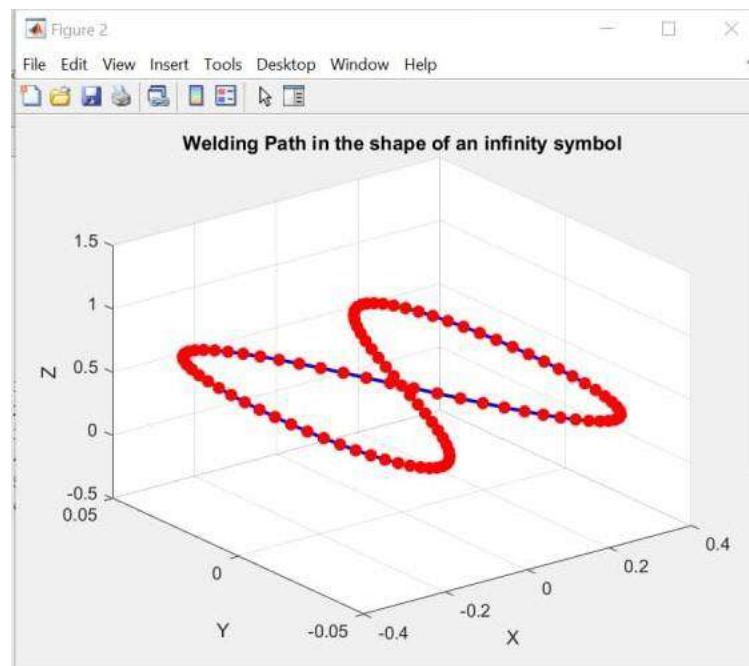 Figure 2
File Edit View Insert Tools Desktop Window Help
Welding Path in the shape of an infinity symbol
1.5
1
0.5
0
-0.5
Z
0.05
0
-0.05
Y
-0.4
-0.2
0
0.2
0.4
X